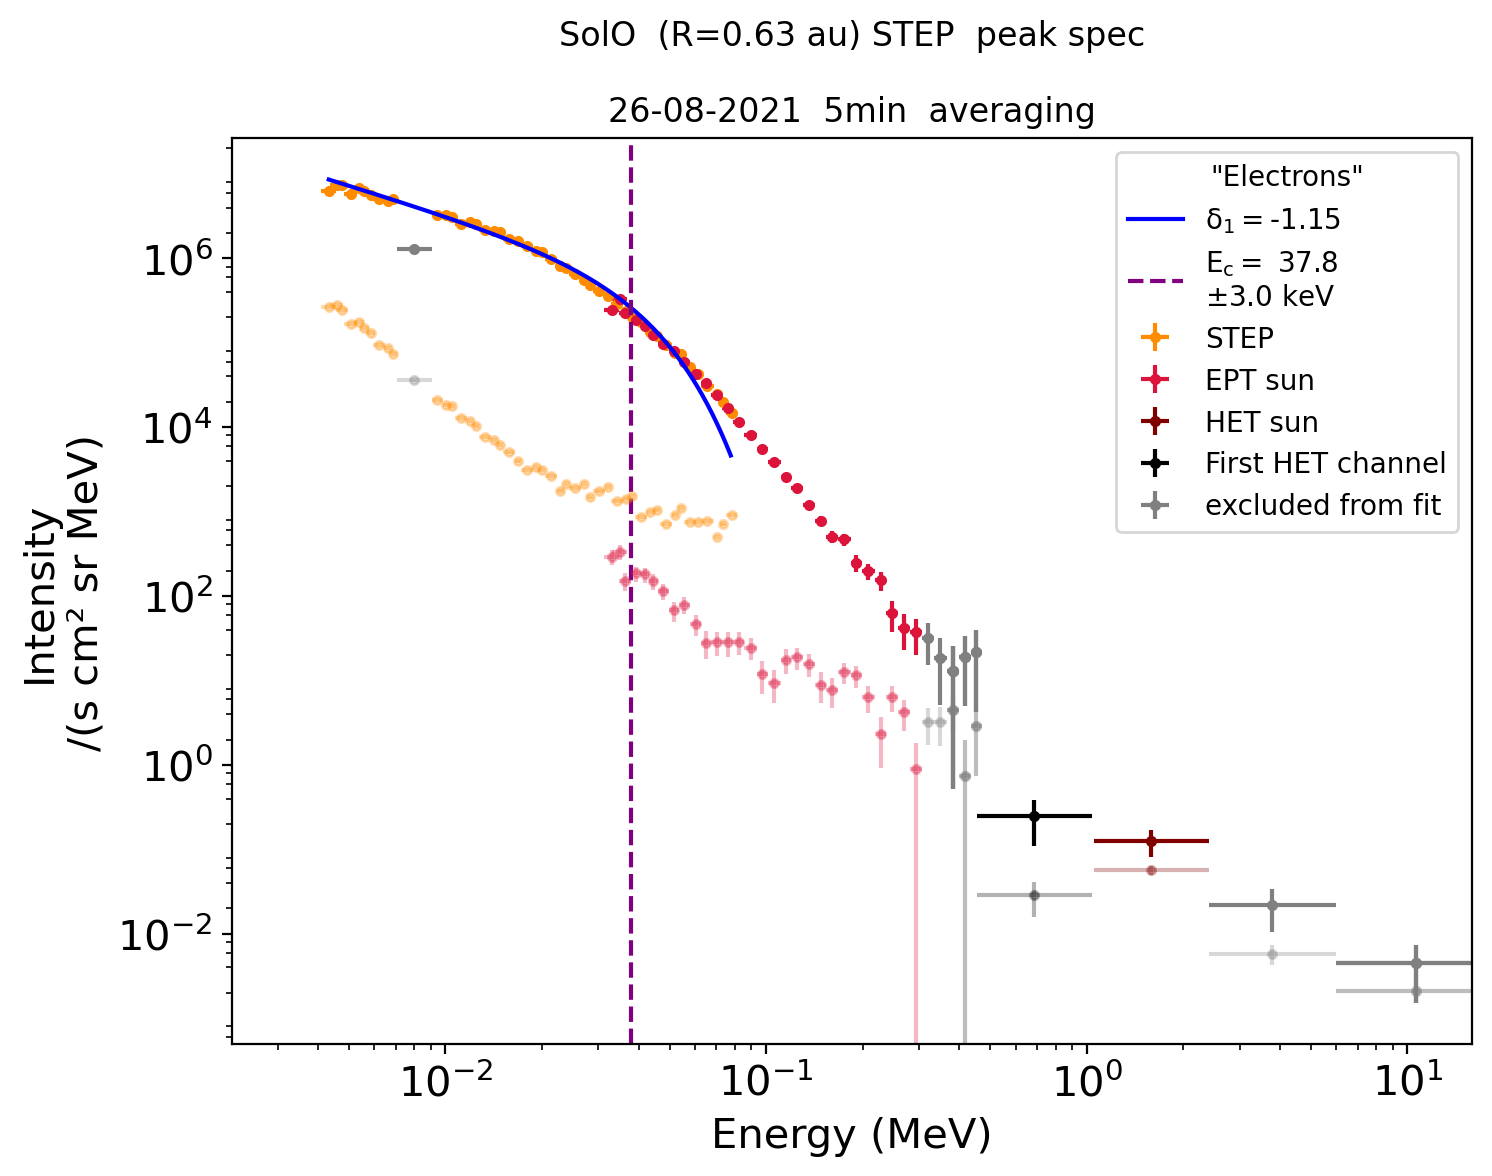 SolO  (R=0.63 au) STEP  peak spec
26-08-2021  5min  averaging
"Electrons"
δ₁ = -1.15
E_c = 37.8
±3.0 keV
STEP
EPT sun
HET sun
First HET channel
excluded from fit
Intensity
/(s cm² sr MeV)
10⁶
10⁴
10²
10⁰
10⁻²
10⁻²
10⁻¹
10⁰
10¹
Energy (MeV)